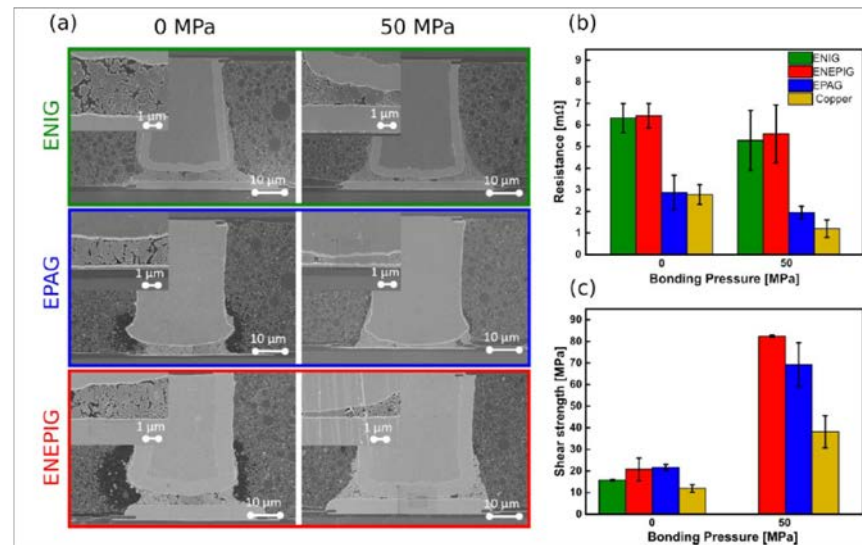 (a)
0 MPa
50 MPa
ENIG
1 μm
10 μm
1 μm
10 μm
EPAG
1 μm
10 μm
1 μm
10 μm
ENEPIG
1 μm
10 μm
1 μm
10 μm
(b)
Resistance [mΩ]
9
8
7
6
5
4
3
2
1
0
ENIG
ENEPIG
EPAG
Copper
0
50
Bonding Pressure [MPa]
(c)
Shear strength [MPa]
90
80
70
60
50
40
30
20
10
0
0
50
Bonding Pressure [MPa]